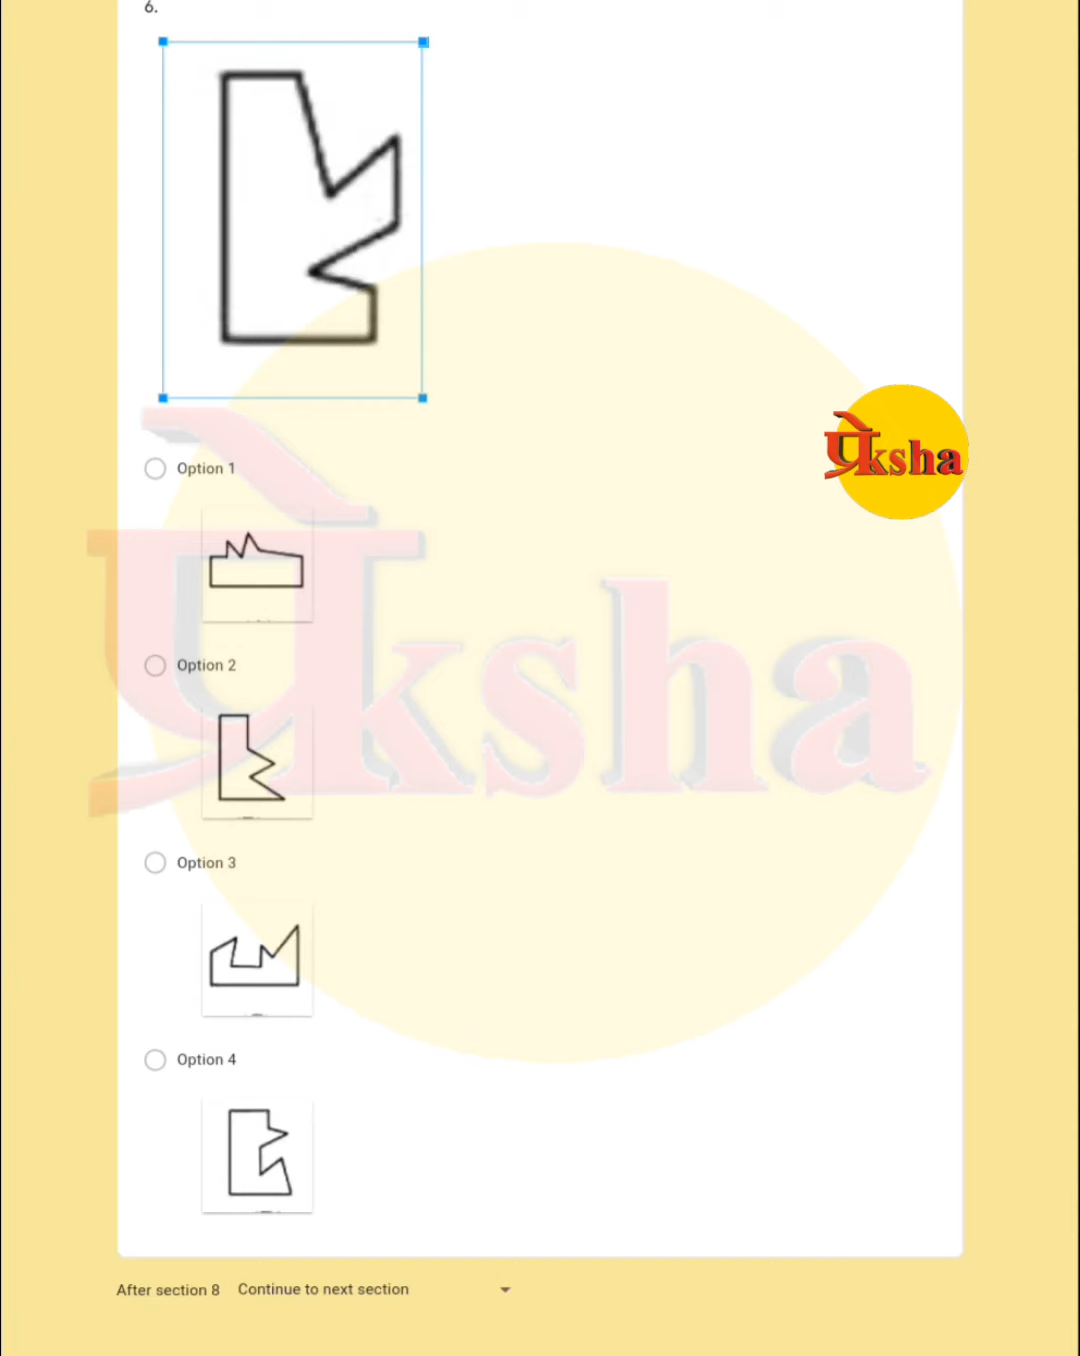 6.
प्रेksha
Option 1
प्रेksha
Option 2
Option 3
Option 4
After section 8 Continue to next section